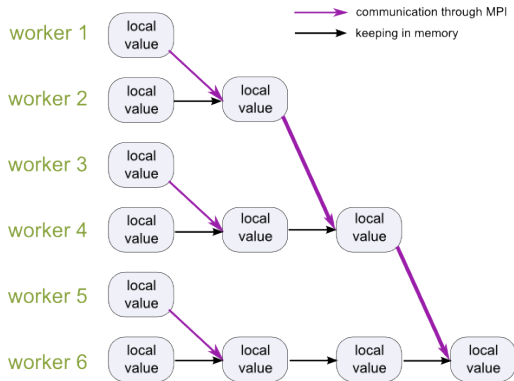 communication through MPI
keeping in memory
worker 1
local
value
worker 2
local
value
local
value
worker 3
local
value
worker 4
local
value
local
value
local
value
worker 5
local
value
worker 6
local
value
local
value
local
value
local
value